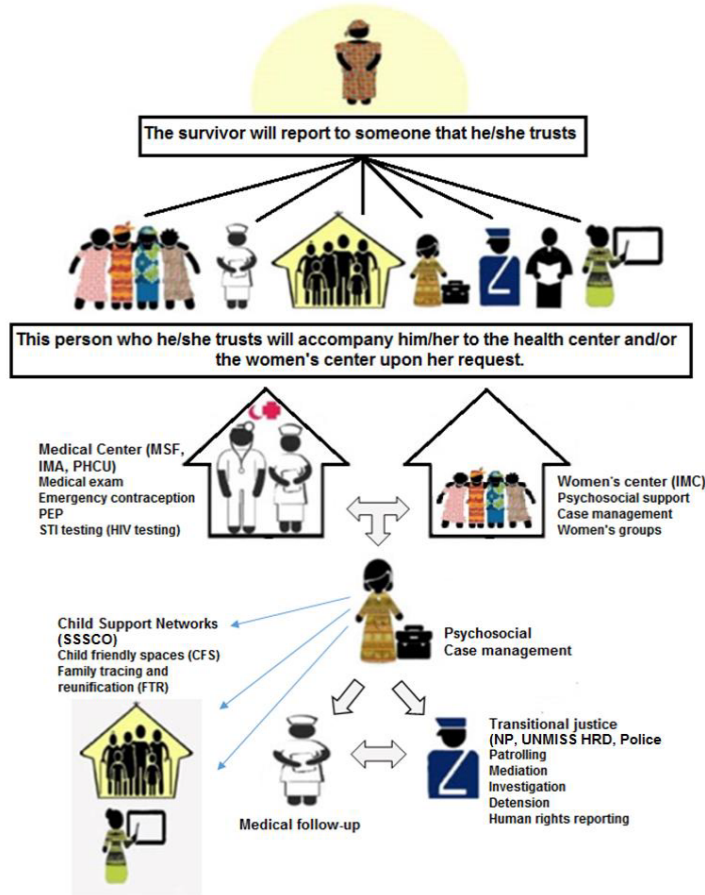 The survivor will report to someone that he/she trusts
This person who he/she trusts will accompany him/her to the health center and/or
the women's center upon her request.
Medical Center (MSF,
IMA, PHCU)
Medical exam
Emergency contraception
PEP
STI testing (HIV testing)
Women's center (IMC)
Psychosocial support
Case management
Women's groups
Child Support Networks
(SSSCO)
Child friendly spaces (CFS)
Family tracing and
reunification (FTR)
Psychosocial
Case management
Transitional justice
(NP, UNMISS HRD, Police
Patrolling
Mediation
Investigation
Detension
Human rights reporting
Medical follow-up